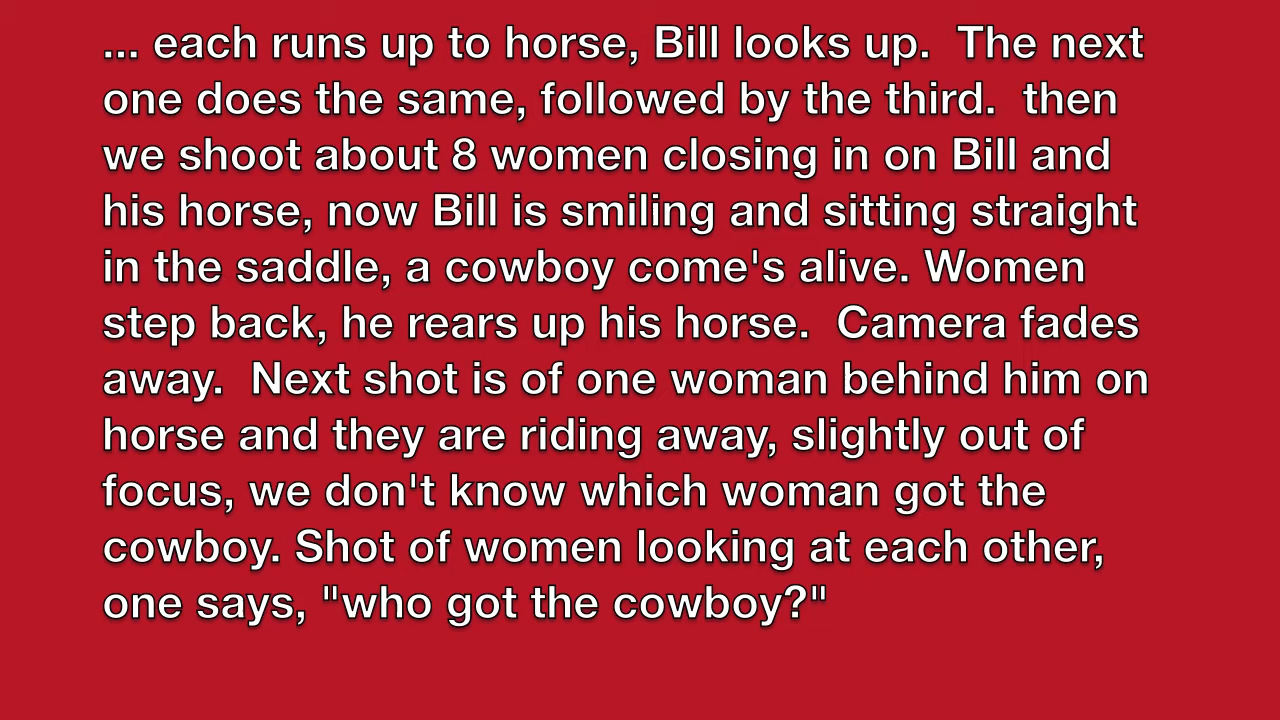 ... each runs up to horse, Bill looks up.  The next
one does the same, followed by the third.  then
we shoot about 8 women closing in on Bill and
his horse, now Bill is smiling and sitting straight
in the saddle, a cowboy come's alive. Women
step back, he rears up his horse.  Camera fades
away.  Next shot is of one woman behind him on
horse and they are riding away, slightly out of
focus, we don't know which woman got the
cowboy. Shot of women looking at each other,
one says, "who got the cowboy?"